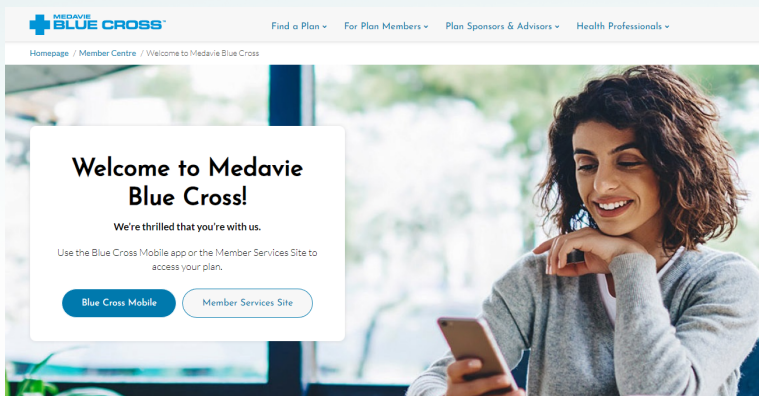 MEDAVIE
BLUE CROSS™
Find a Plan
For Plan Members
Plan Sponsors & Advisors
Health Professionals
Homepage / Member Centre / Welcome to Medavie Blue Cross
Welcome to Medavie
Blue Cross!
We're thrilled that you're with us.
Use the Blue Cross Mobile app or the Member Services Site to
access your plan.
Blue Cross Mobile
Member Services Site